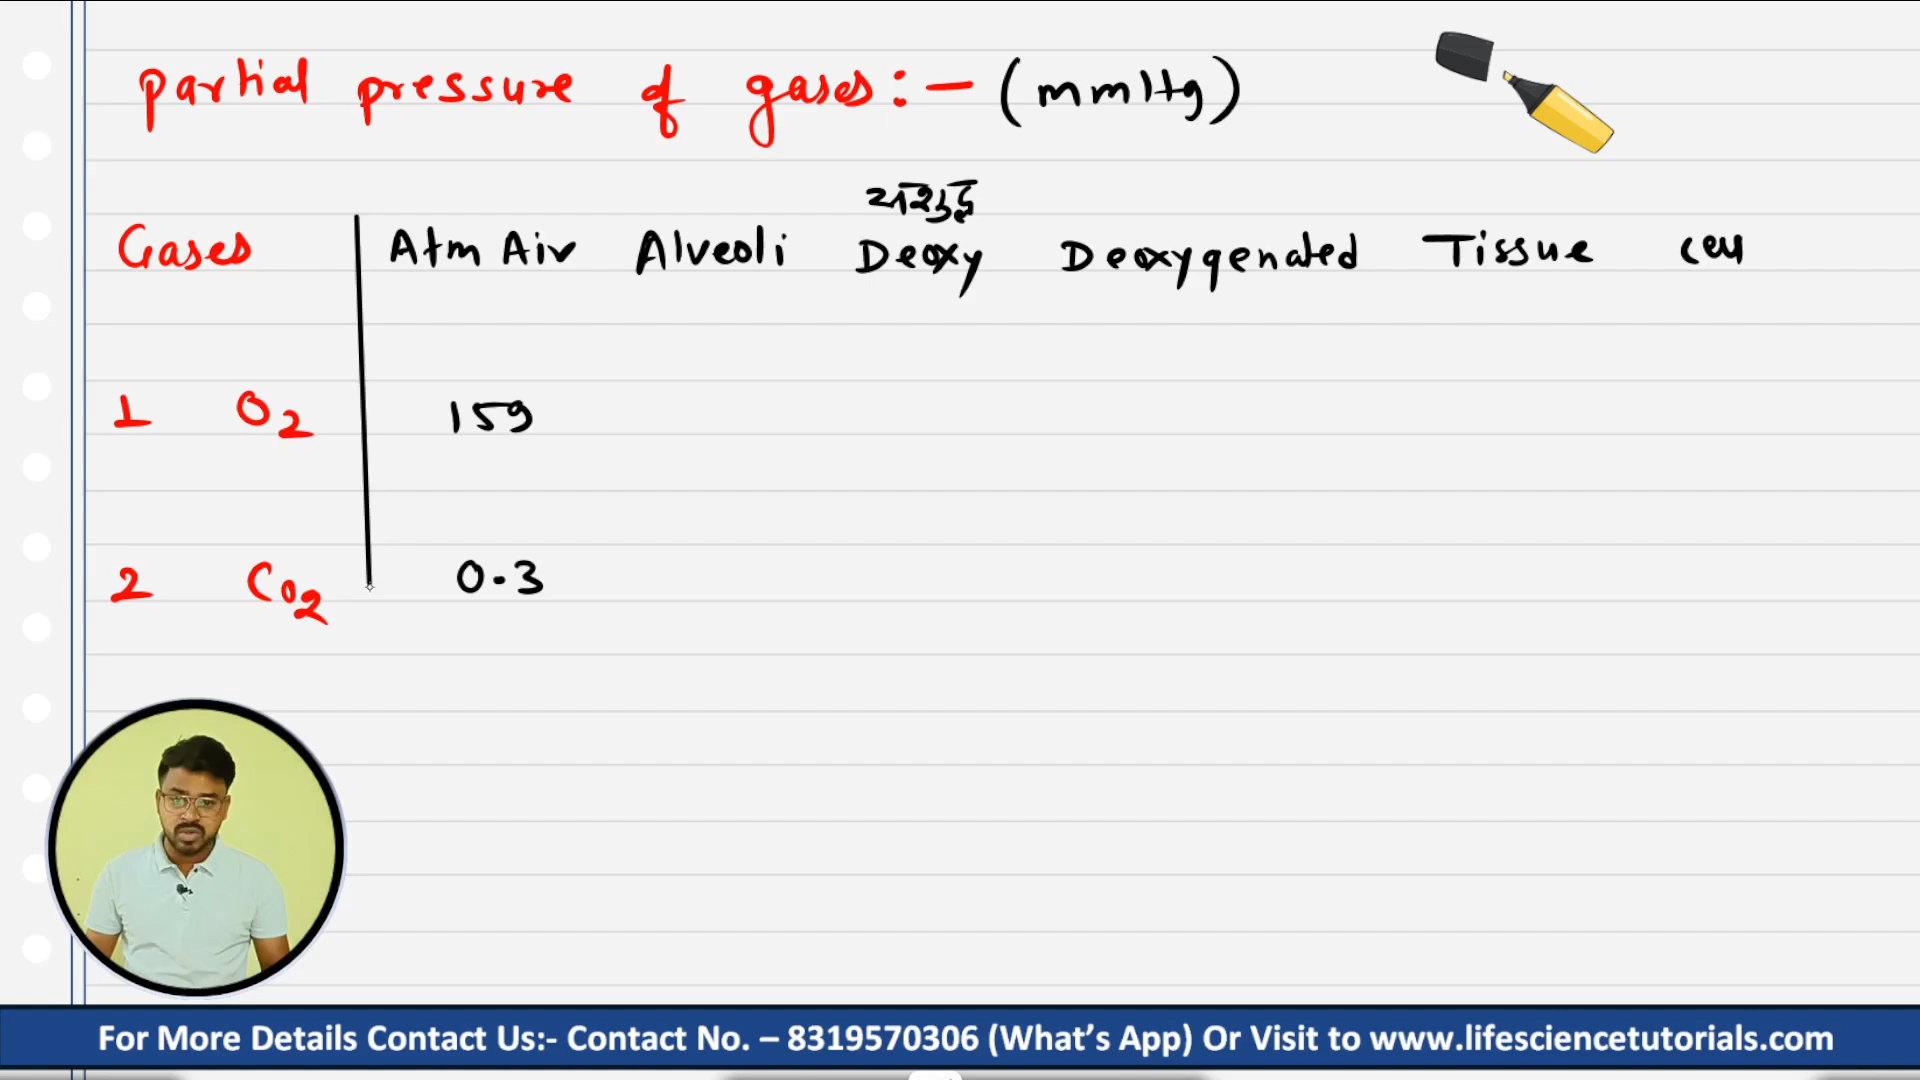 partial pressure of gases:- (mmHg)
Gases Atm Air Alveoli Deoxy Deoxygenated Tissue cell
1 O2 159
2 CO2 0.3
For More Details Contact Us:- Contact No. – 8319570306 (What's App) Or Visit to www.lifesciencetutorials.com